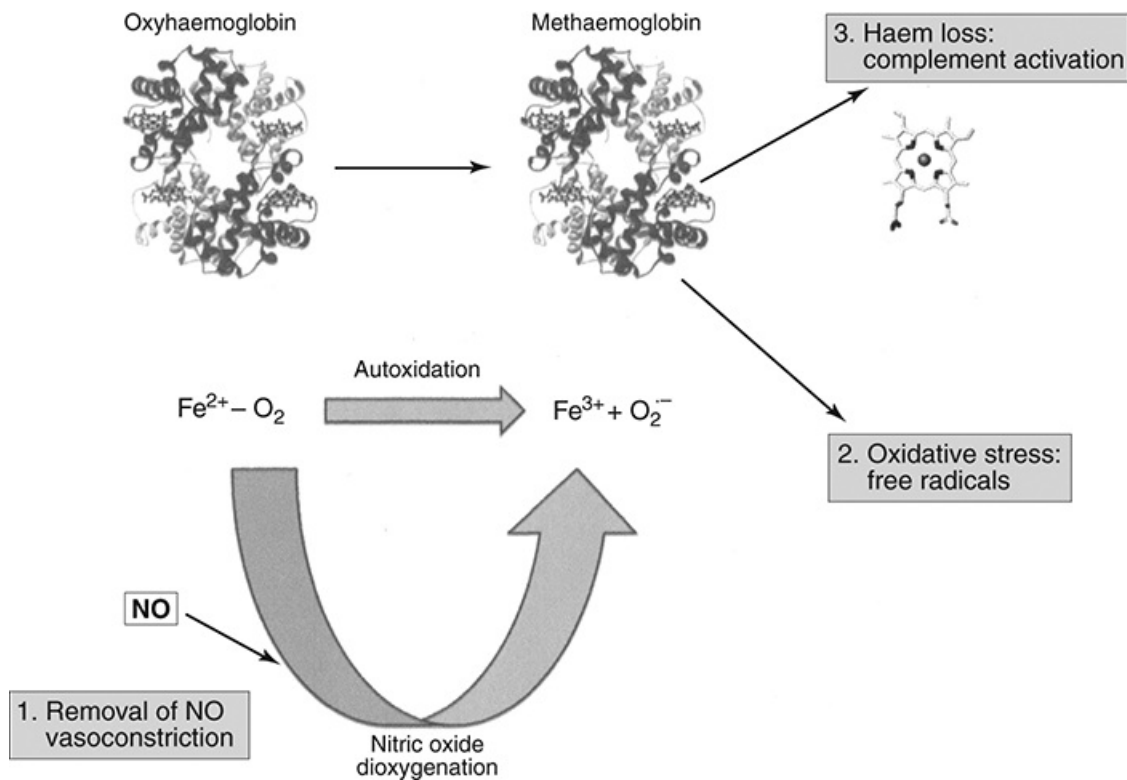 Oxyhaemoglobin
Methaemoglobin
3. Haem loss:
complement activation
Autoxidation
Fe²⁺ – O₂
Fe³⁺ + O₂·⁻
2. Oxidative stress:
free radicals
NO
1. Removal of NO
vasoconstriction
Nitric oxide
dioxygenation